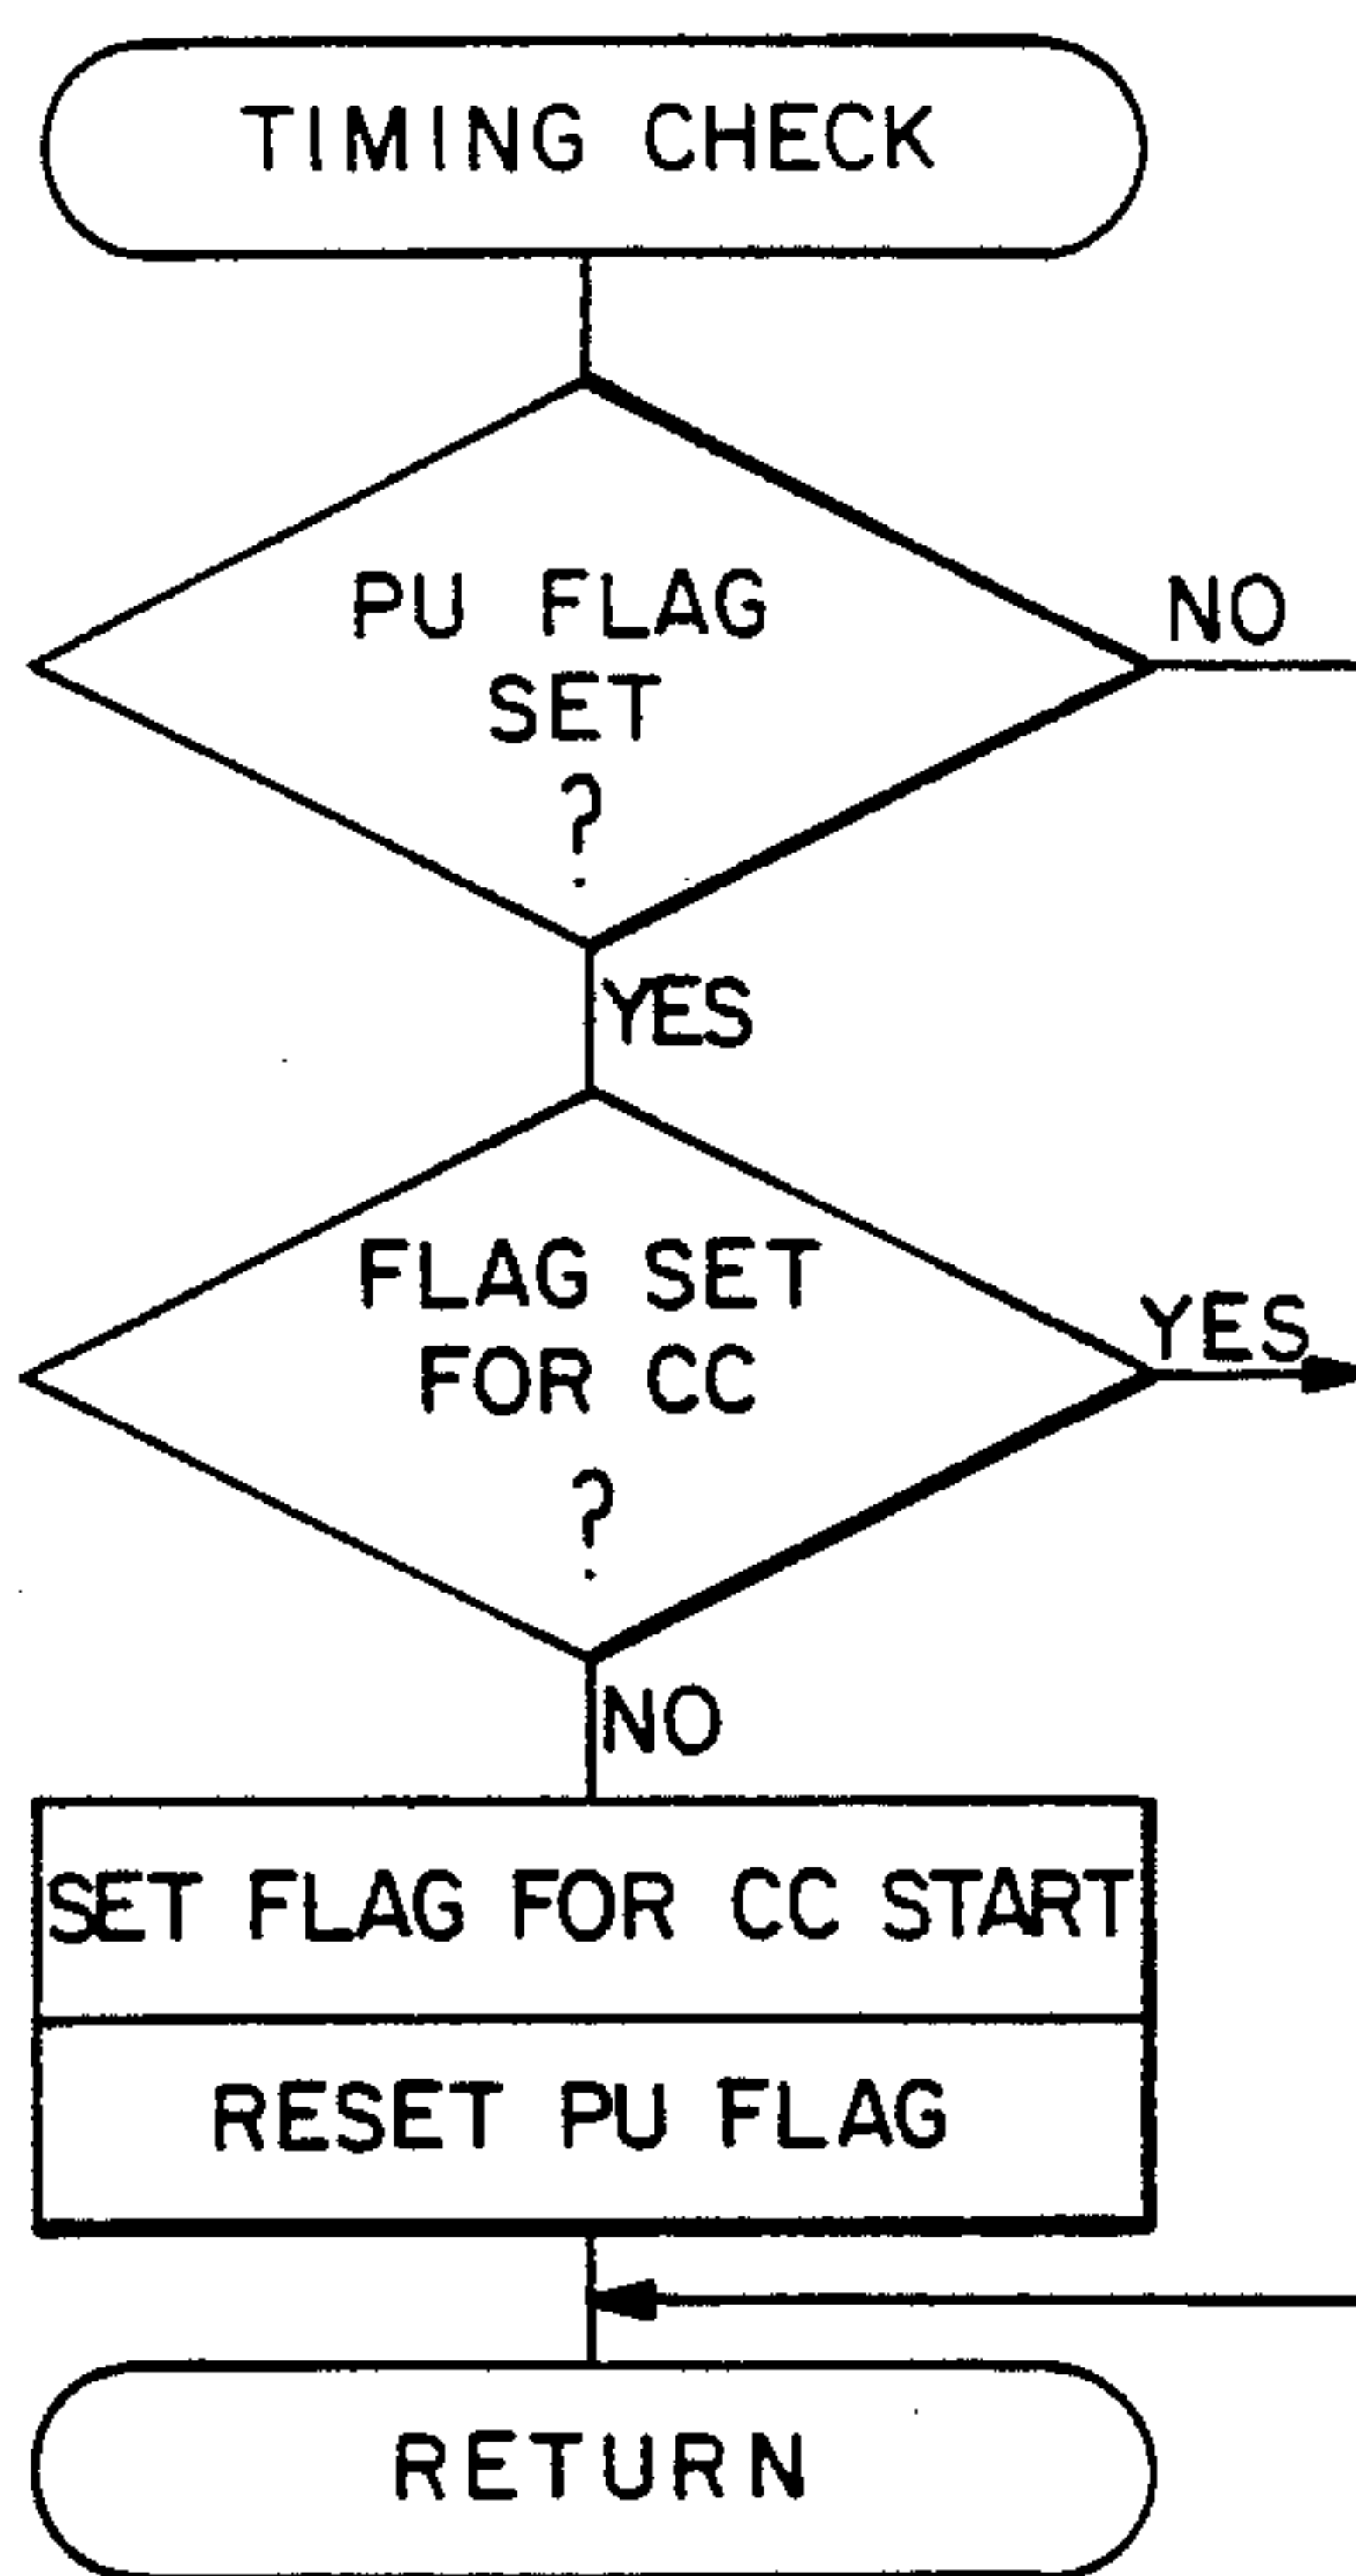 TIMING CHECK
PU FLAG
SET
?
NO
YES
FLAG SET
FOR CC
?
YES
NO
SET FLAG FOR CC START
RESET PU FLAG
RETURN